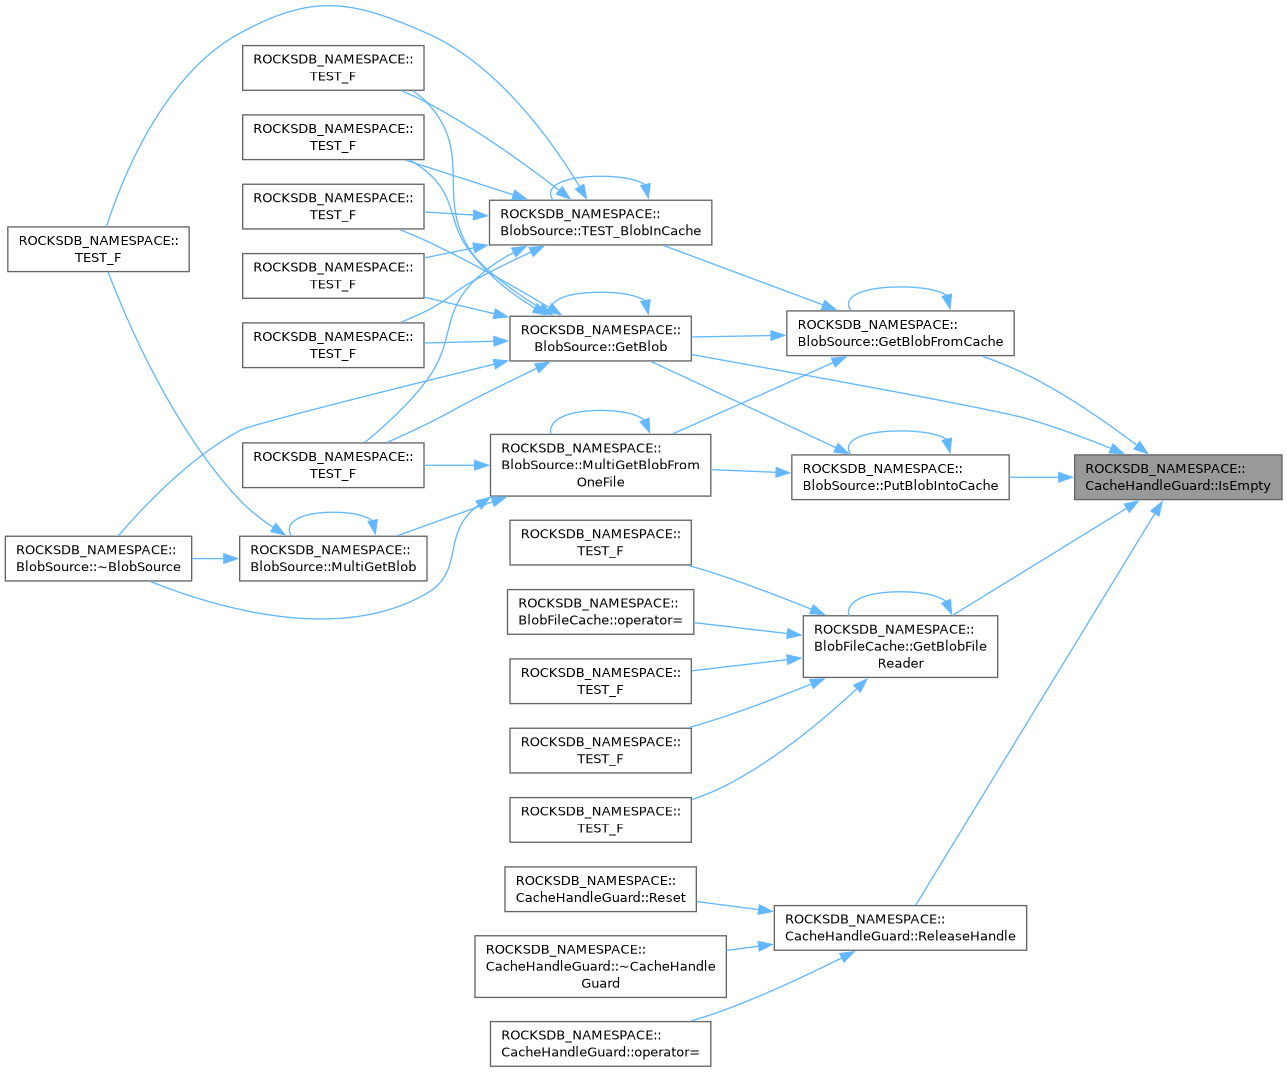 ROCKSDB_NAMESPACE::
TEST_F
ROCKSDB_NAMESPACE::
TEST_F
ROCKSDB_NAMESPACE::
TEST_F
ROCKSDB_NAMESPACE::
BlobSource::TEST_BlobInCache
ROCKSDB_NAMESPACE::
TEST_F
ROCKSDB_NAMESPACE::
TEST_F
ROCKSDB_NAMESPACE::
TEST_F
ROCKSDB_NAMESPACE::
BlobSource::GetBlob
ROCKSDB_NAMESPACE::
BlobSource::GetBlobFromCache
ROCKSDB_NAMESPACE::
TEST_F
ROCKSDB_NAMESPACE::
BlobSource::MultiGetBlobFrom
OneFile
ROCKSDB_NAMESPACE::
BlobSource::PutBlobIntoCache
ROCKSDB_NAMESPACE::
CacheHandleGuard::IsEmpty
ROCKSDB_NAMESPACE::
BlobSource::~BlobSource
ROCKSDB_NAMESPACE::
BlobSource::MultiGetBlob
ROCKSDB_NAMESPACE::
TEST_F
ROCKSDB_NAMESPACE::
BlobFileCache::operator=
ROCKSDB_NAMESPACE::
BlobFileCache::GetBlobFile
Reader
ROCKSDB_NAMESPACE::
TEST_F
ROCKSDB_NAMESPACE::
TEST_F
ROCKSDB_NAMESPACE::
TEST_F
ROCKSDB_NAMESPACE::
CacheHandleGuard::Reset
ROCKSDB_NAMESPACE::
CacheHandleGuard::ReleaseHandle
ROCKSDB_NAMESPACE::
CacheHandleGuard::~CacheHandle
Guard
ROCKSDB_NAMESPACE::
CacheHandleGuard::operator=